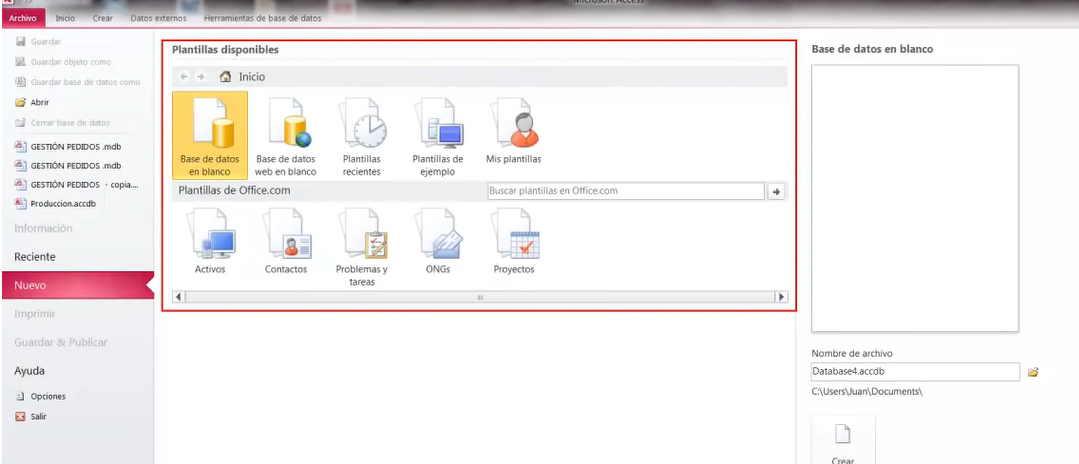 Microsoft Access
Archivo Inicio Crear Datos externos Herramientas de base de datos
Guardar
Guardar objeto como
Guardar base de datos como
Abrir
Cerrar base de datos
GESTIÓN PEDIDOS .mdb
GESTIÓN PEDIDOS .mdb
GESTIÓN PEDIDOS - copia....
Produccion.accdb
Información
Reciente
Nuevo
Imprimir
Guardar & Publicar
Ayuda
Opciones
Salir
Plantillas disponibles
Inicio
Base de datos
en blanco
Base de datos
web en blanco
Plantillas
recientes
Plantillas de
ejemplo
Mis plantillas
Plantillas de Office.com
Buscar plantillas en Office.com
Activos
Contactos
Problemas y
tareas
ONGs
Proyectos
Base de datos en blanco
Nombre de archivo
Database4.accdb
C:\Users\Juan\Documents\
Crear